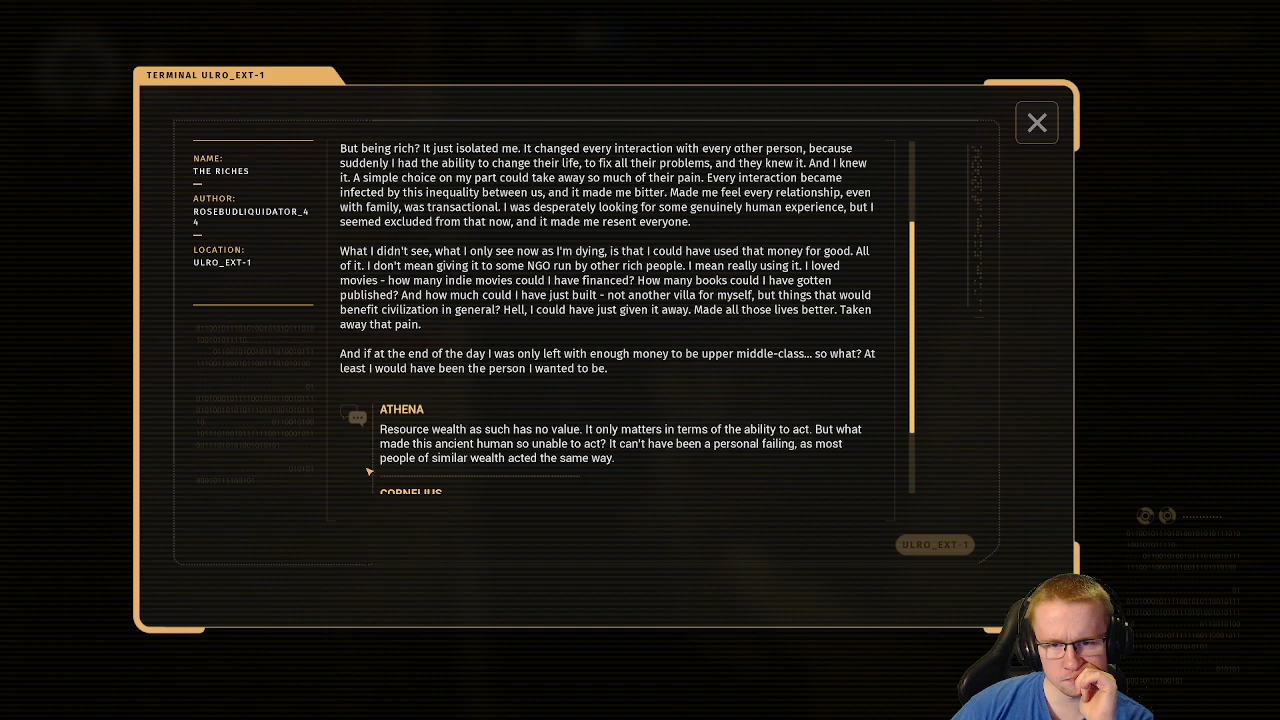 TERMINAL ULRO_EXT-1
NAME:
THE RICHES
AUTHOR:
ROSEBUDLIQUIDATOR_4
4
LOCATION:
ULRO_EXT-1
But being rich? It just isolated me. It changed every interaction with every other person, because
suddenly I had the ability to change their life, to fix all their problems, and they knew it. And I knew
it. A simple choice on my part could take away so much of their pain. Every interaction became
infected by this inequality between us, and it made me bitter. Made me feel every relationship, even
with family, was transactional. I was desperately looking for some genuinely human experience, but I
seemed excluded from that now, and it made me resent everyone.
What I didn't see, what I only see now as I'm dying, is that I could have used that money for good. All
of it. I don't mean giving it to some NGO run by other rich people. I mean really using it. I loved
movies - how many indie movies could I have financed? How many books could I have gotten
published? And how much could I have just built - not another villa for myself, but things that would
benefit civilization in general? Hell, I could have just given it away. Made all those lives better. Taken
away that pain.
And if at the end of the day I was only left with enough money to be upper middle-class... so what? At
least I would have been the person I wanted to be.
ATHENA
Resource wealth as such has no value. It only matters in terms of the ability to act. But what
made this ancient human so unable to act? It can't have been a personal failing, as most
people of similar wealth acted the same way.
CORNELIUS
ULRO_EXT-1